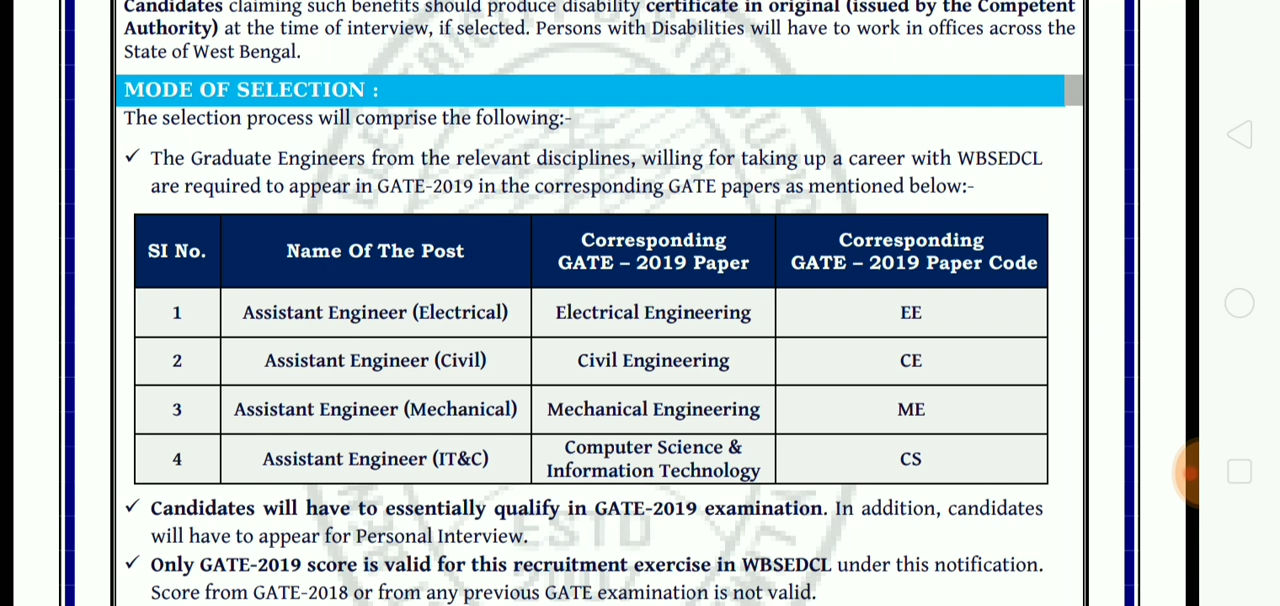 Candidates claiming such benefits should produce disability certificate in original (issued by the Competent
Authority) at the time of interview, if selected. Persons with Disabilities will have to work in offices across the
State of West Bengal.
MODE OF SELECTION :
The selection process will comprise the following:-
✓ The Graduate Engineers from the relevant disciplines, willing for taking up a career with WBSEDCL
are required to appear in GATE-2019 in the corresponding GATE papers as mentioned below:-
SI No. Name Of The Post Corresponding GATE – 2019 Paper Corresponding GATE – 2019 Paper Code
1 Assistant Engineer (Electrical) Electrical Engineering EE
2 Assistant Engineer (Civil) Civil Engineering CE
3 Assistant Engineer (Mechanical) Mechanical Engineering ME
4 Assistant Engineer (IT&C) Computer Science & Information Technology CS
✓ Candidates will have to essentially qualify in GATE-2019 examination. In addition, candidates
will have to appear for Personal Interview.
✓ Only GATE-2019 score is valid for this recruitment exercise in WBSEDCL under this notification.
Score from GATE-2018 or from any previous GATE examination is not valid.
ESTD